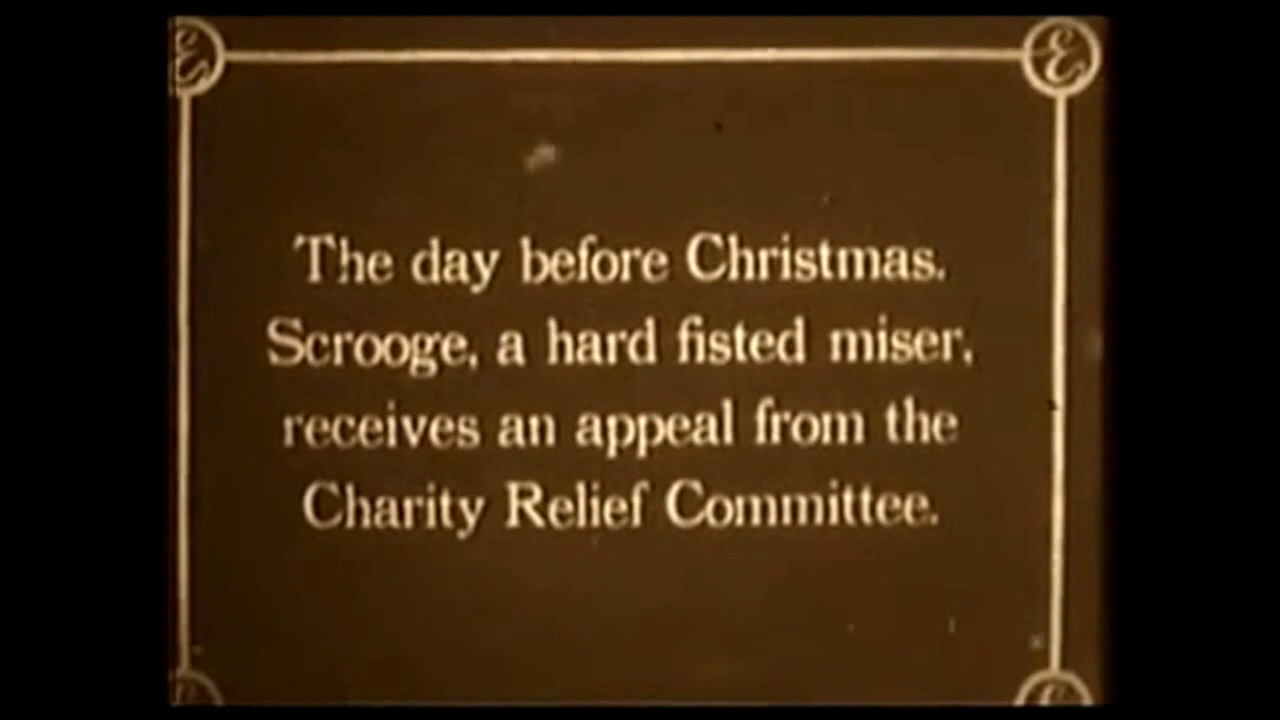 The day before Christmas.
Scrooge, a hard fisted miser,
receives an appeal from the
Charity Relief Committee.